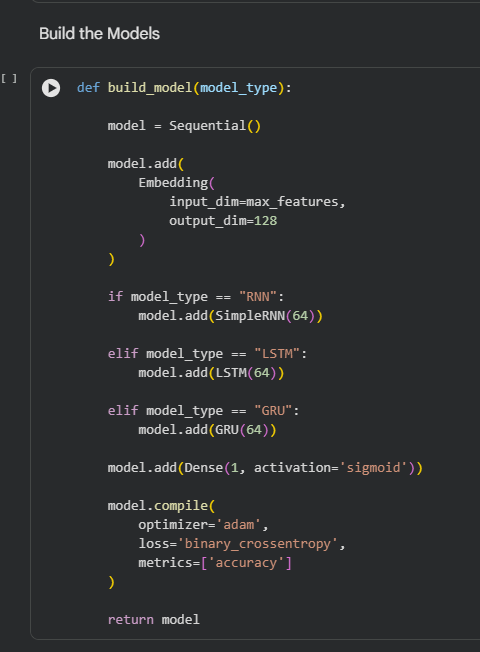 Build the Models
[ ]
def build_model(model_type):
    model = Sequential()
    model.add(
        Embedding(
            input_dim=max_features,
            output_dim=128
        )
    )
    if model_type == "RNN":
        model.add(SimpleRNN(64))
    elif model_type == "LSTM":
        model.add(LSTM(64))
    elif model_type == "GRU":
        model.add(GRU(64))
    model.add(Dense(1, activation='sigmoid'))
    model.compile(
        optimizer='adam',
        loss='binary_crossentropy',
        metrics=['accuracy']
    )
    return model